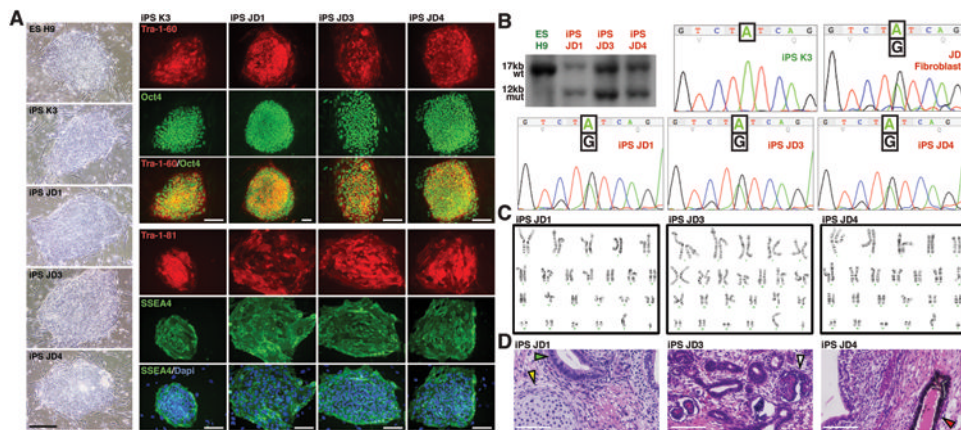 A
ES H9
iPS K3
iPS JD1
iPS JD3
iPS JD4
iPS K3 iPS JD1 iPS JD3 iPS JD4
Tra-1-60
Oct4
Tra-1-60/Oct4
Tra-1-81
SSEA4
SSEA4/Dapi
B
ES H9 iPS JD1 iPS JD3 iPS JD4
17kb wt
12kb mut
G T C T A T C A G
iPS K3
G T C T A T C A G
G
JD Fibroblast
G T C T A T C A G
G
iPS JD1
G T C T A T C A G
G
iPS JD3
G T C T A T C A G
G
iPS JD4
C
iPS JD1 iPS JD3 iPS JD4
D
iPS JD1 iPS JD3 iPS JD4